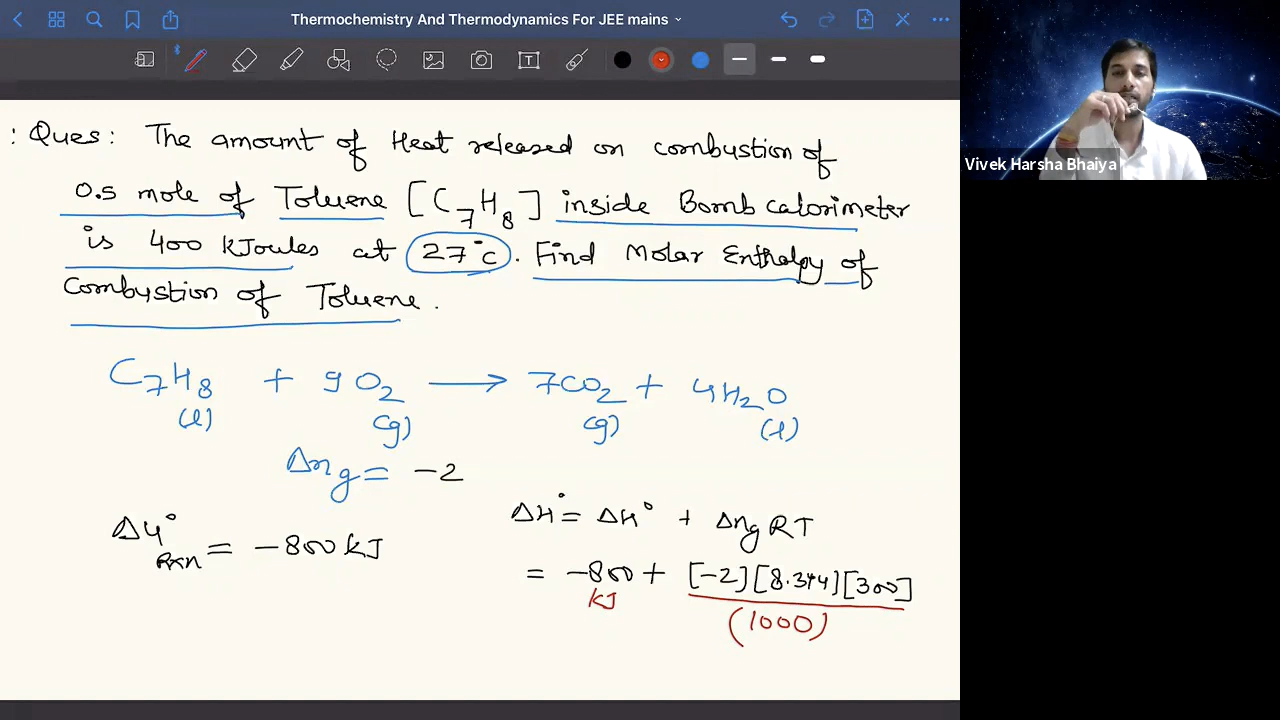 Thermochemistry And Thermodynamics For JEE mains
Vivek Harsha Bhaiya
: Ques: The amount of Heat released on combustion of
0.5 mole of Toluene [C7H8] inside Bomb calorimeter
is 400 kJoules at 27°c. Find Molar Enthalpy of
Combustion of Toluene.
C7H8 + 9O2 → 7CO2 + 4H2O
(l) (g) (g) (l)
Δng = -2
ΔU°Rxn = -800 kJ
ΔH° = ΔU° + Δng RT
= -800 + [-2][8.314][300]
kJ (1000)